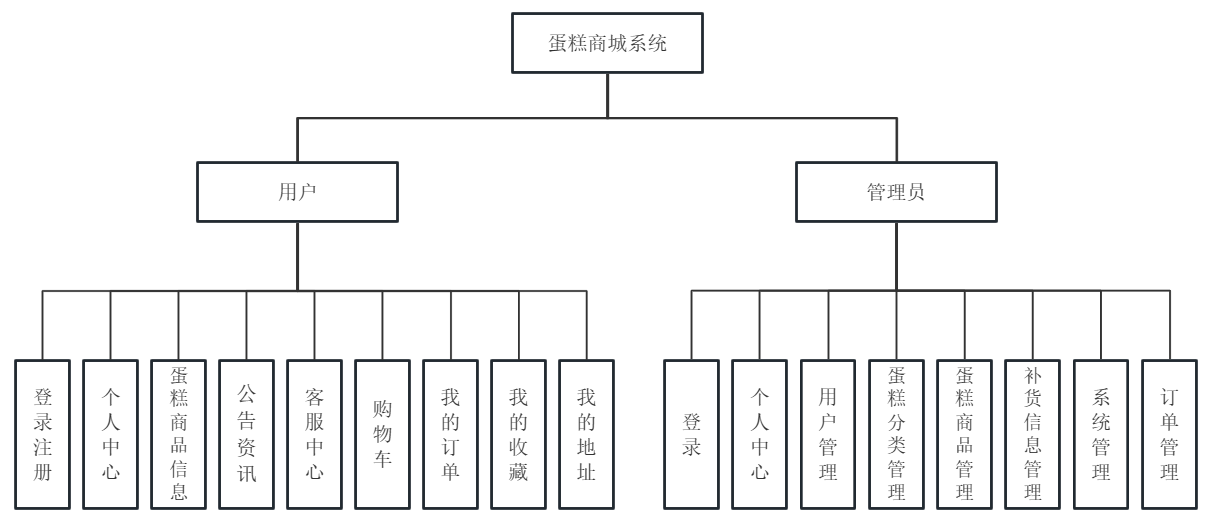 蛋糕商城系统
用户
管理员
登录注册
个人中心
蛋糕商品信息
公告资讯
客服中心
购物车
我的订单
我的收藏
我的地址
登录
个人中心
用户管理
蛋糕分类管理
蛋糕商品管理
补货信息管理
系统管理
订单管理